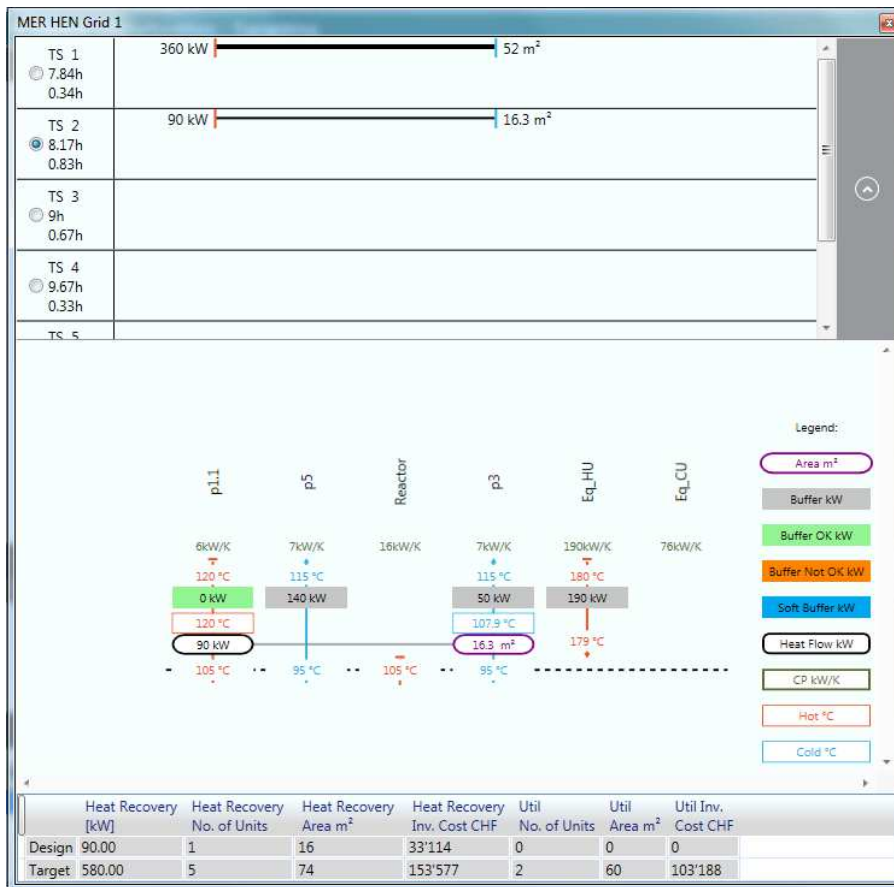 MER HEN Grid 1
TS 1
7.84h
0.34h
360 kW
52 m²
TS 2
8.17h
0.83h
90 kW
16.3 m²
TS 3
9h
0.67h
TS 4
9.67h
0.33h
TS 5
Legend:
Area m²
Buffer kW
Buffer OK kW
Buffer Not OK kW
Soft Buffer kW
Heat Flow kW
CP kW/K
Hot °C
Cold °C
p1.1 p5 Reactor p3 Eq_HU Eq_CU
6kW/K 7kW/K 16kW/K 7kW/K 190kW/K 76kW/K
120 °C 115 °C 115 °C 180 °C
0 kW 140 kW 50 kW 190 kW
120 °C 107.9 °C
90 kW 16.3 m² 179 °C
105 °C 95 °C 105 °C 95 °C
Heat Recovery [kW] Heat Recovery No. of Units Heat Recovery Area m² Heat Recovery Inv. Cost CHF Util No. of Units Util Area m² Util Inv. Cost CHF
Design 90.00 1 16 33'114 0 0 0
Target 580.00 5 74 153'577 2 60 103'188